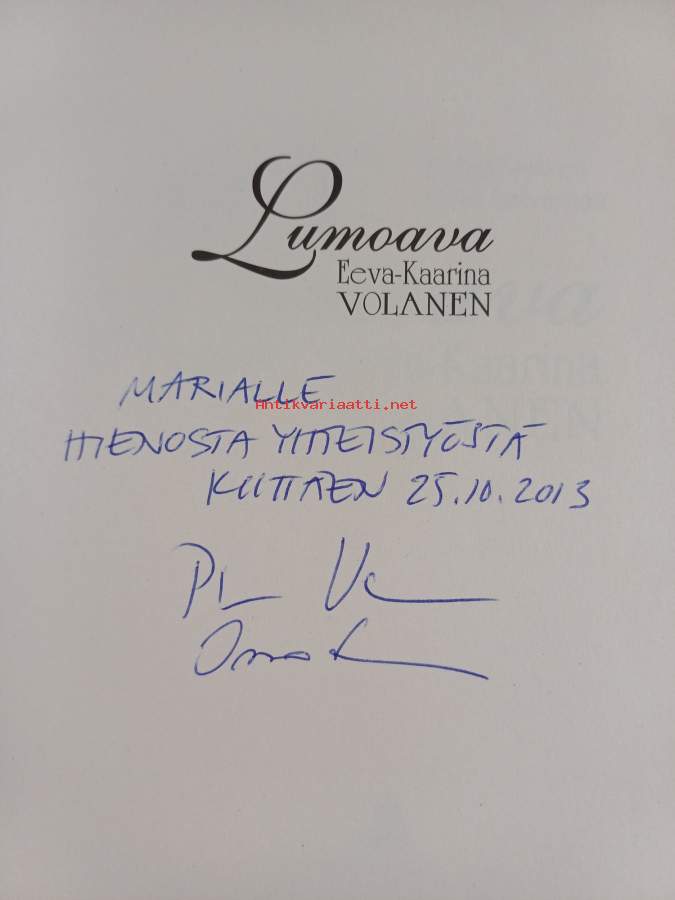 Lumoava
Eeva-Kaarina
VOLANEN
MARIALLE
Antikvariaatti.net
HIENOSTA YHTEISTYÖSTÄ
KIITTÄEN 25.10.2013